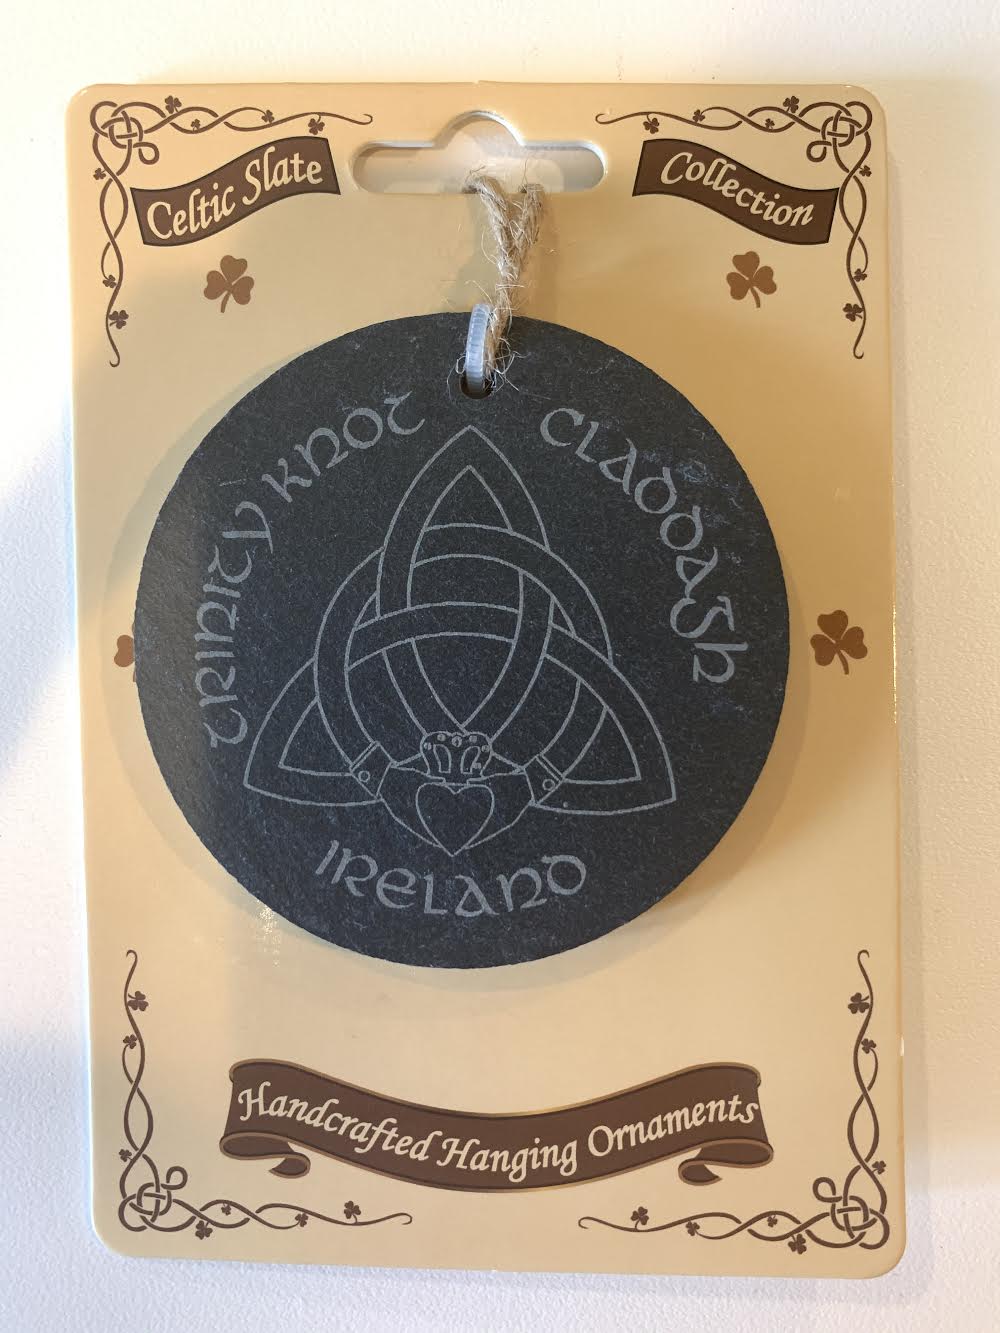 Celtic Slate
Collection
TRINITY KNOT
CLADDAGH
IRELAND
Handcrafted Hanging Ornaments